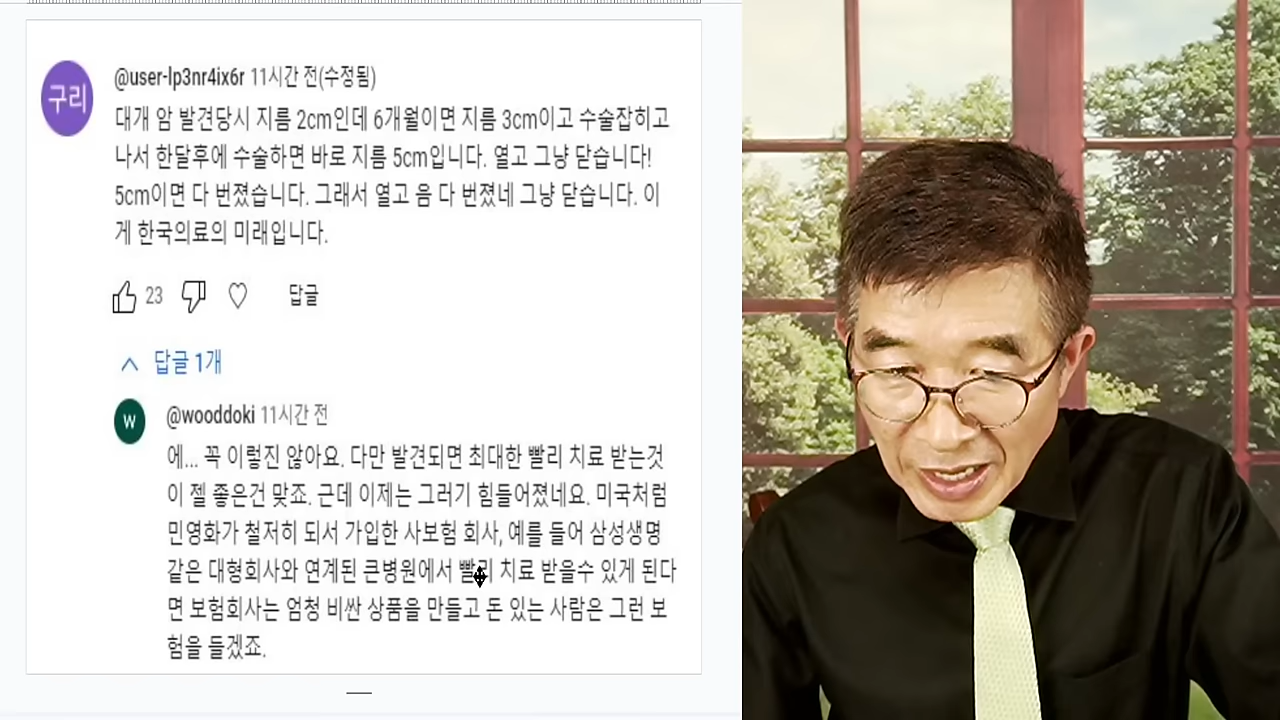 구리
@user-lp3nr4ix6r 11시간 전(수정됨)
대개 암 발견당시 지름 2cm인데 6개월이면 지름 3cm이고 수술잡히고
나서 한달후에 수술하면 바로 지름 5cm입니다. 열고 그냥 닫습니다!
5cm이면 다 번졌습니다. 그래서 열고 음 다 번졌네 그냥 닫습니다. 이
게 한국의료의 미래입니다.
23
답글
답글 1개
W
@wooddoki 11시간 전
에... 꼭 이렇진 않아요. 다만 발견되면 최대한 빨리 치료 받는것
이 젤 좋은건 맞죠. 근데 이제는 그러기 힘들어졌네요. 미국처럼
민영화가 철저히 되서 가입한 사보험 회사, 예를 들어 삼성생명
같은 대형회사와 연계된 큰병원에서 빨리 치료 받을수 있게 된다
면 보험회사는 엄청 비싼 상품을 만들고 돈 있는 사람은 그런 보
험을 들겠죠.